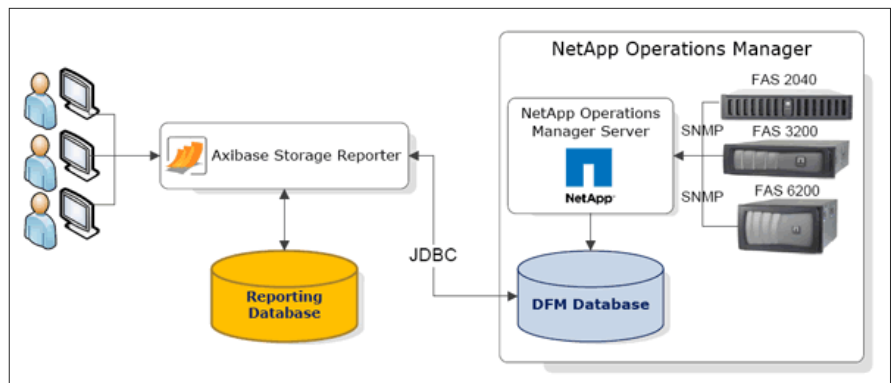 NetApp Operations Manager
FAS 2040
NetApp Operations
Manager Server
SNMP
FAS 3200
Axibase Storage Reporter
NetApp
SNMP
FAS 6200
JDBC
Reporting
Database
DFM Database